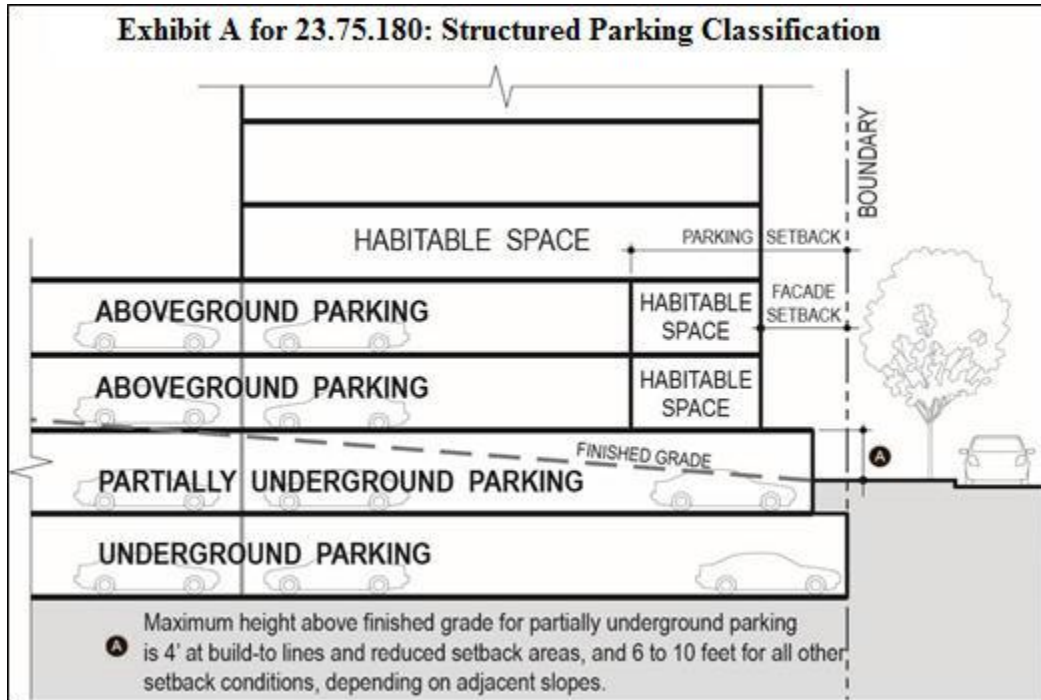 Exhibit A for 23.75.180: Structured Parking Classification
BOUNDARY
HABITABLE SPACE
PARKING SETBACK
ABOVEGROUND PARKING
HABITABLE
SPACE
FACADE
SETBACK
ABOVEGROUND PARKING
HABITABLE
SPACE
FINISHED GRADE
A
PARTIALLY UNDERGROUND PARKING
UNDERGROUND PARKING
A
Maximum height above finished grade for partially underground parking
is 4' at build-to lines and reduced setback areas, and 6 to 10 feet for all other
setback conditions, depending on adjacent slopes.